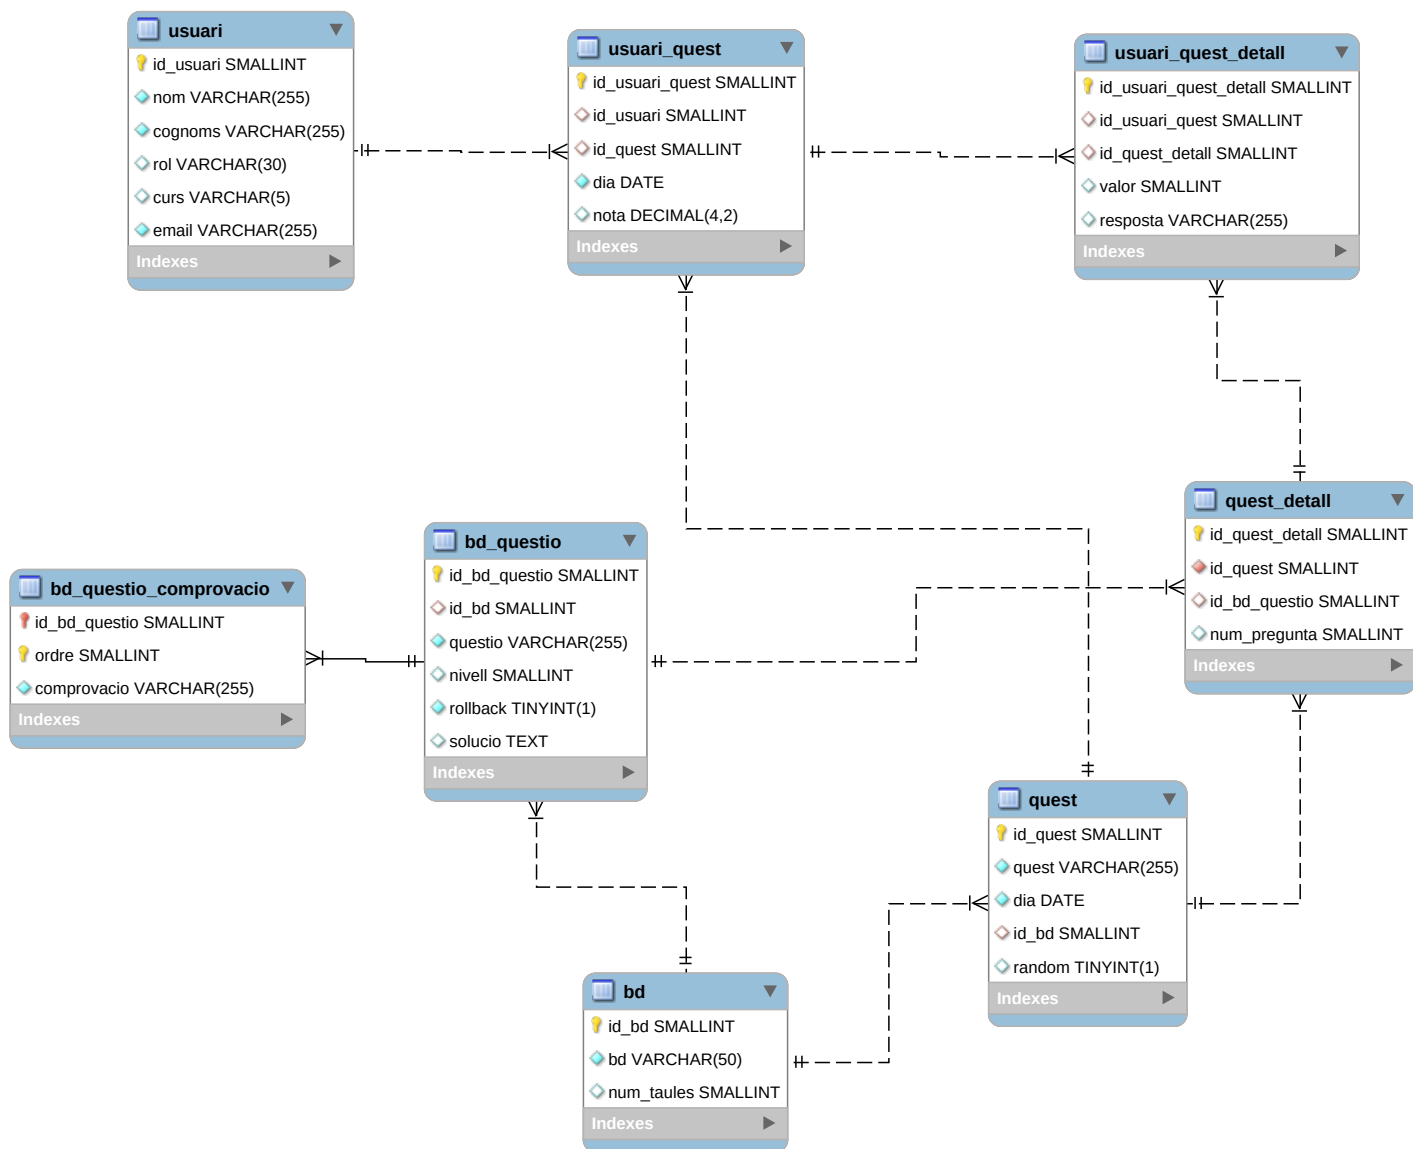 usuari
id_usuari SMALLINT
nom VARCHAR(255)
cognoms VARCHAR(255)
rol VARCHAR(30)
curs VARCHAR(5)
email VARCHAR(255)
Indexes
usuari_quest
id_usuari_quest SMALLINT
id_usuari SMALLINT
id_quest SMALLINT
dia DATE
nota DECIMAL(4,2)
Indexes
usuari_quest_detall
id_usuari_quest_detall SMALLINT
id_usuari_quest SMALLINT
id_quest_detall SMALLINT
valor SMALLINT
resposta VARCHAR(255)
Indexes
bd_questio_comprovacio
id_bd_questio SMALLINT
ordre SMALLINT
comprovacio VARCHAR(255)
Indexes
bd_questio
id_bd_questio SMALLINT
id_bd SMALLINT
questio VARCHAR(255)
nivell SMALLINT
rollback TINYINT(1)
solucio TEXT
Indexes
quest_detall
id_quest_detall SMALLINT
id_quest SMALLINT
id_bd_questio SMALLINT
num_pregunta SMALLINT
Indexes
quest
id_quest SMALLINT
quest VARCHAR(255)
dia DATE
id_bd SMALLINT
random TINYINT(1)
Indexes
bd
id_bd SMALLINT
bd VARCHAR(50)
num_taules SMALLINT
Indexes